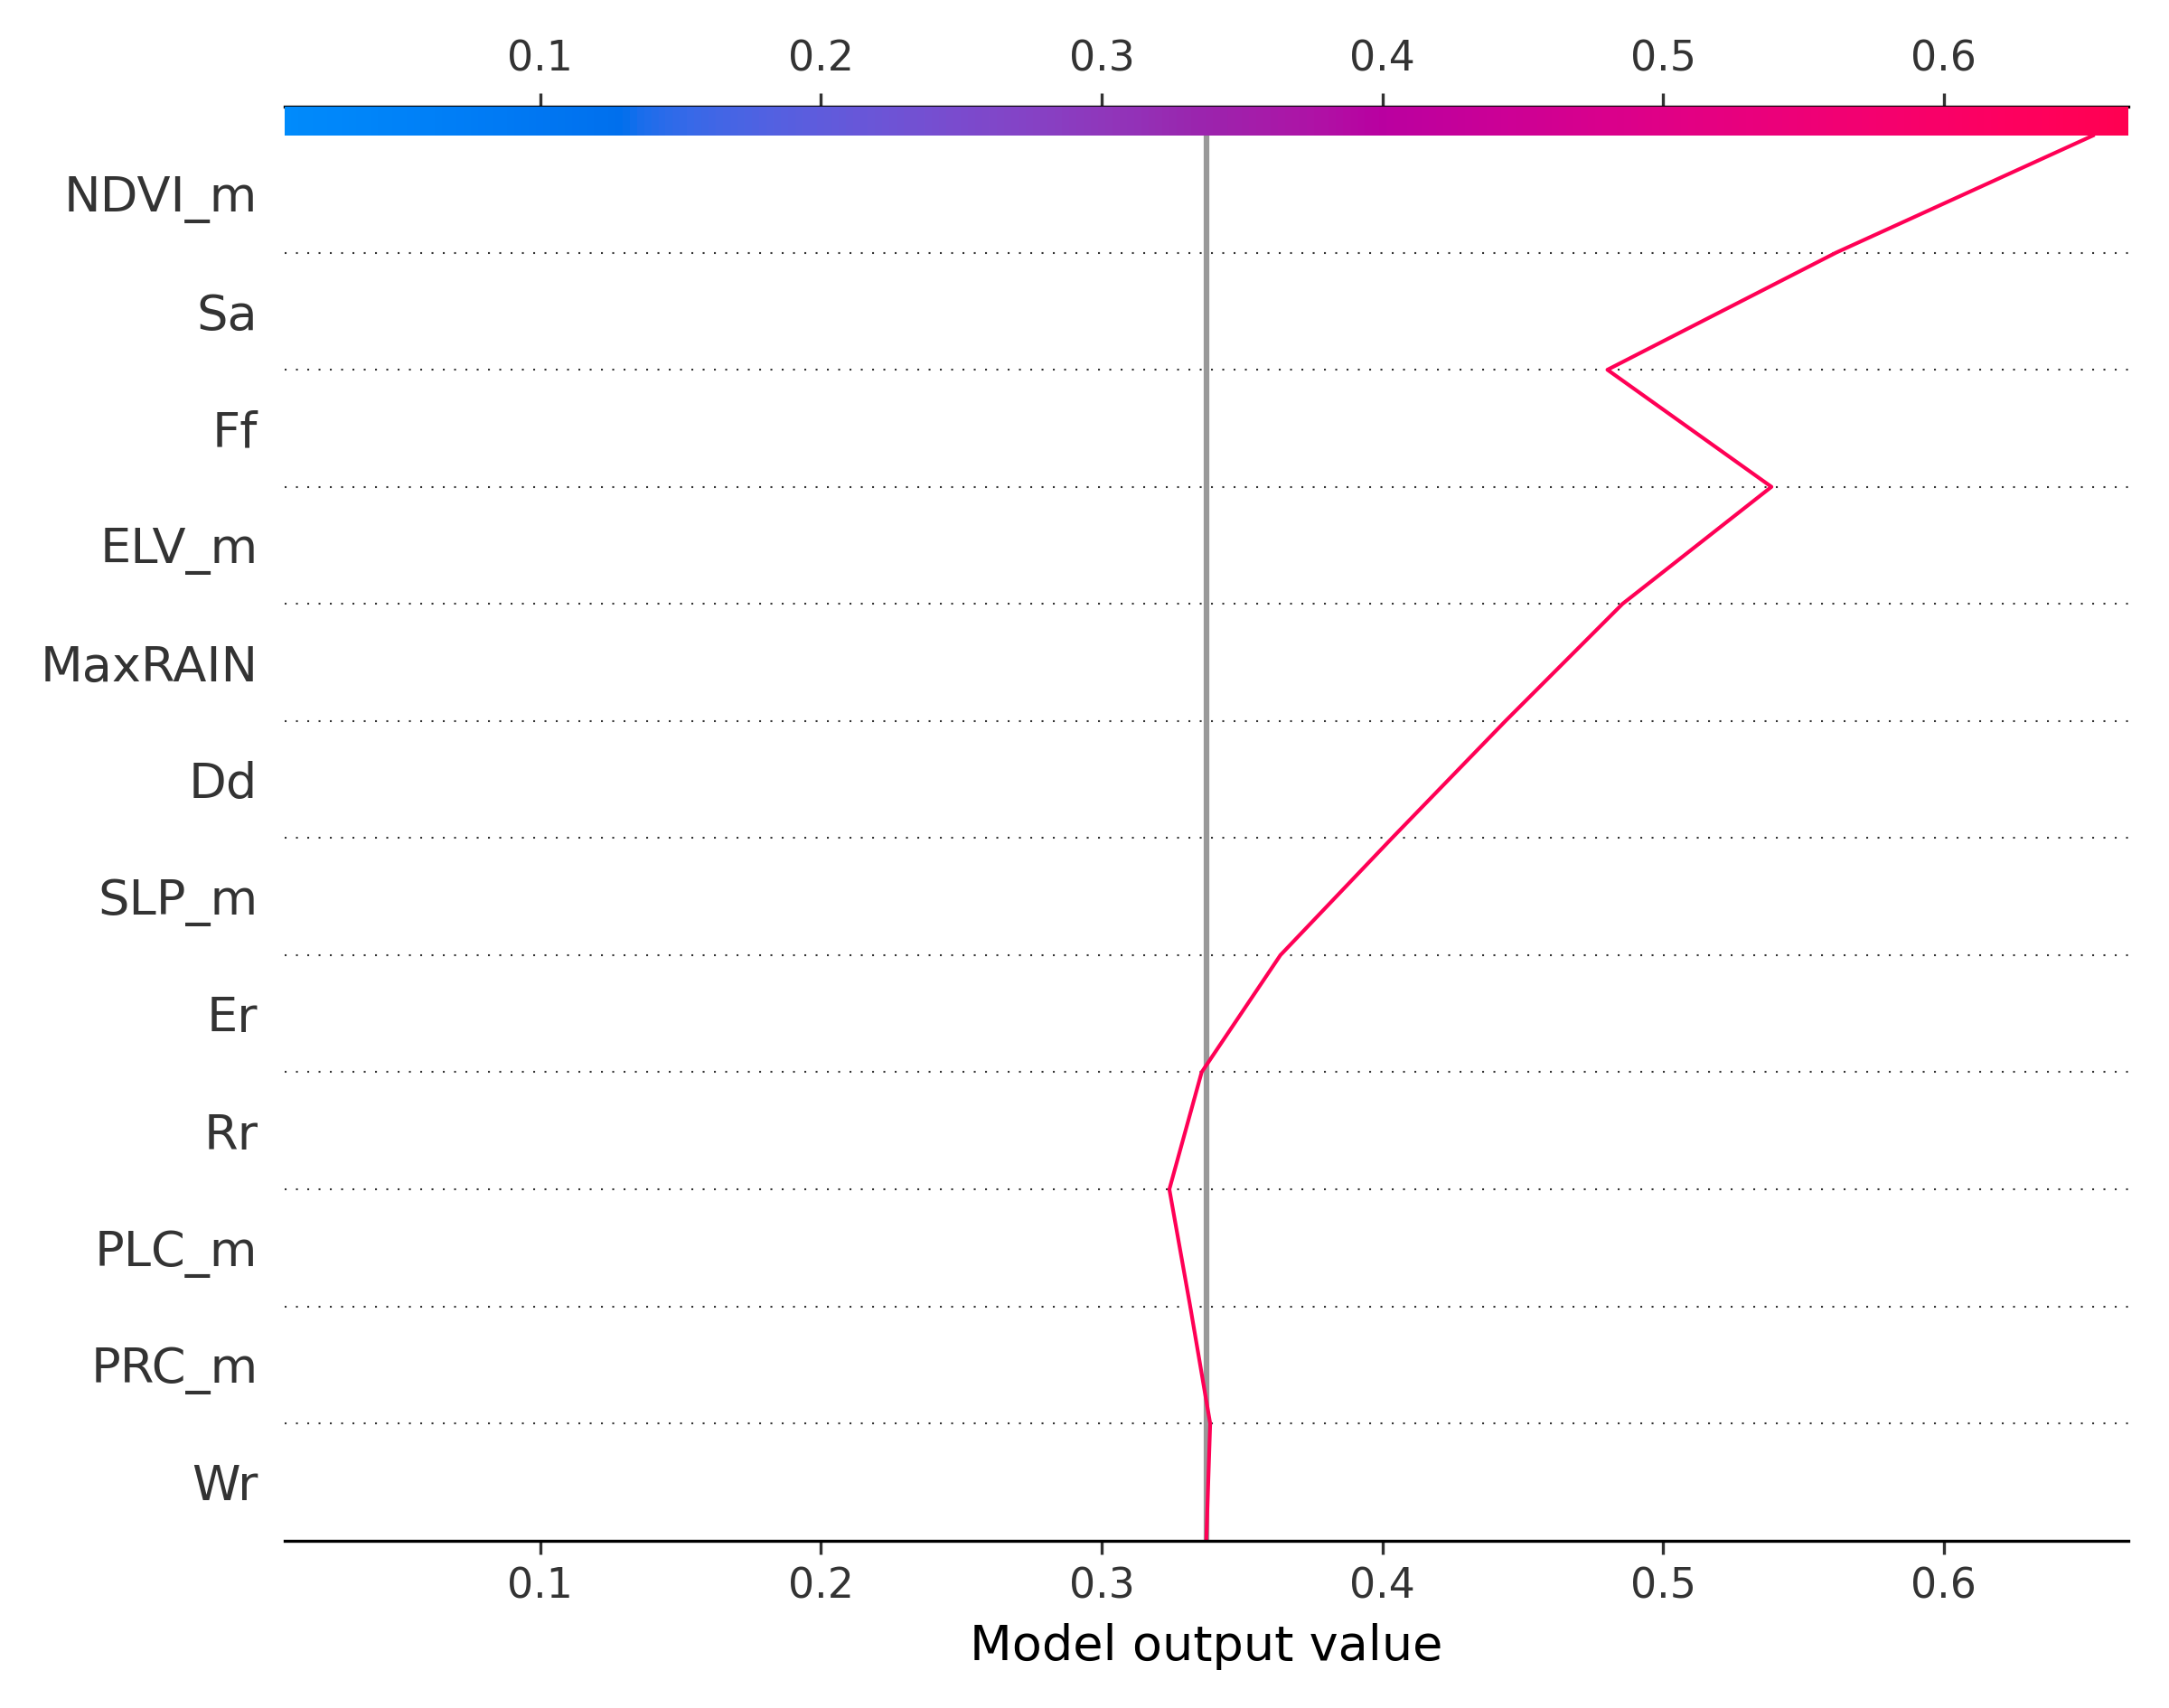 0.1 0.2 0.3 0.4 0.5 0.6
NDVI_m
Sa
Ff
ELV_m
MaxRAIN
Dd
SLP_m
Er
Rr
PLC_m
PRC_m
Wr
0.1 0.2 0.3 0.4 0.5 0.6
Model output value